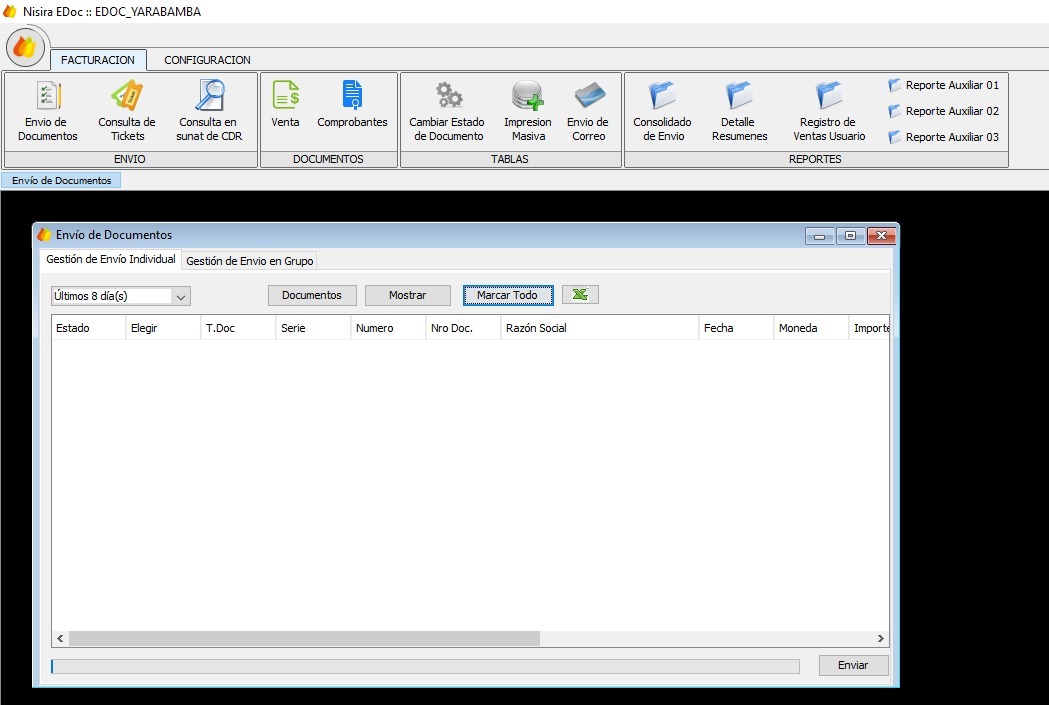 Nisira EDoc :: EDOC_YARABAMBA
FACTURACION CONFIGURACION
Envio de Documentos
Consulta de Tickets
Consulta en sunat de CDR
ENVIO
Venta
Comprobantes
DOCUMENTOS
Cambiar Estado de Documento
Impresion Masiva
Envio de Correo
TABLAS
Consolidado de Envio
Detalle Resumenes
Registro de Ventas Usuario
Reporte Auxiliar 01
Reporte Auxiliar 02
Reporte Auxiliar 03
REPORTES
Envío de Documentos
Envío de Documentos
Gestión de Envío Individual Gestión de Envio en Grupo
Últimos 8 día(s) Documentos Mostrar Marcar Todo
Estado Elegir T.Doc Serie Numero Nro Doc. Razón Social Fecha Moneda Importe
Enviar